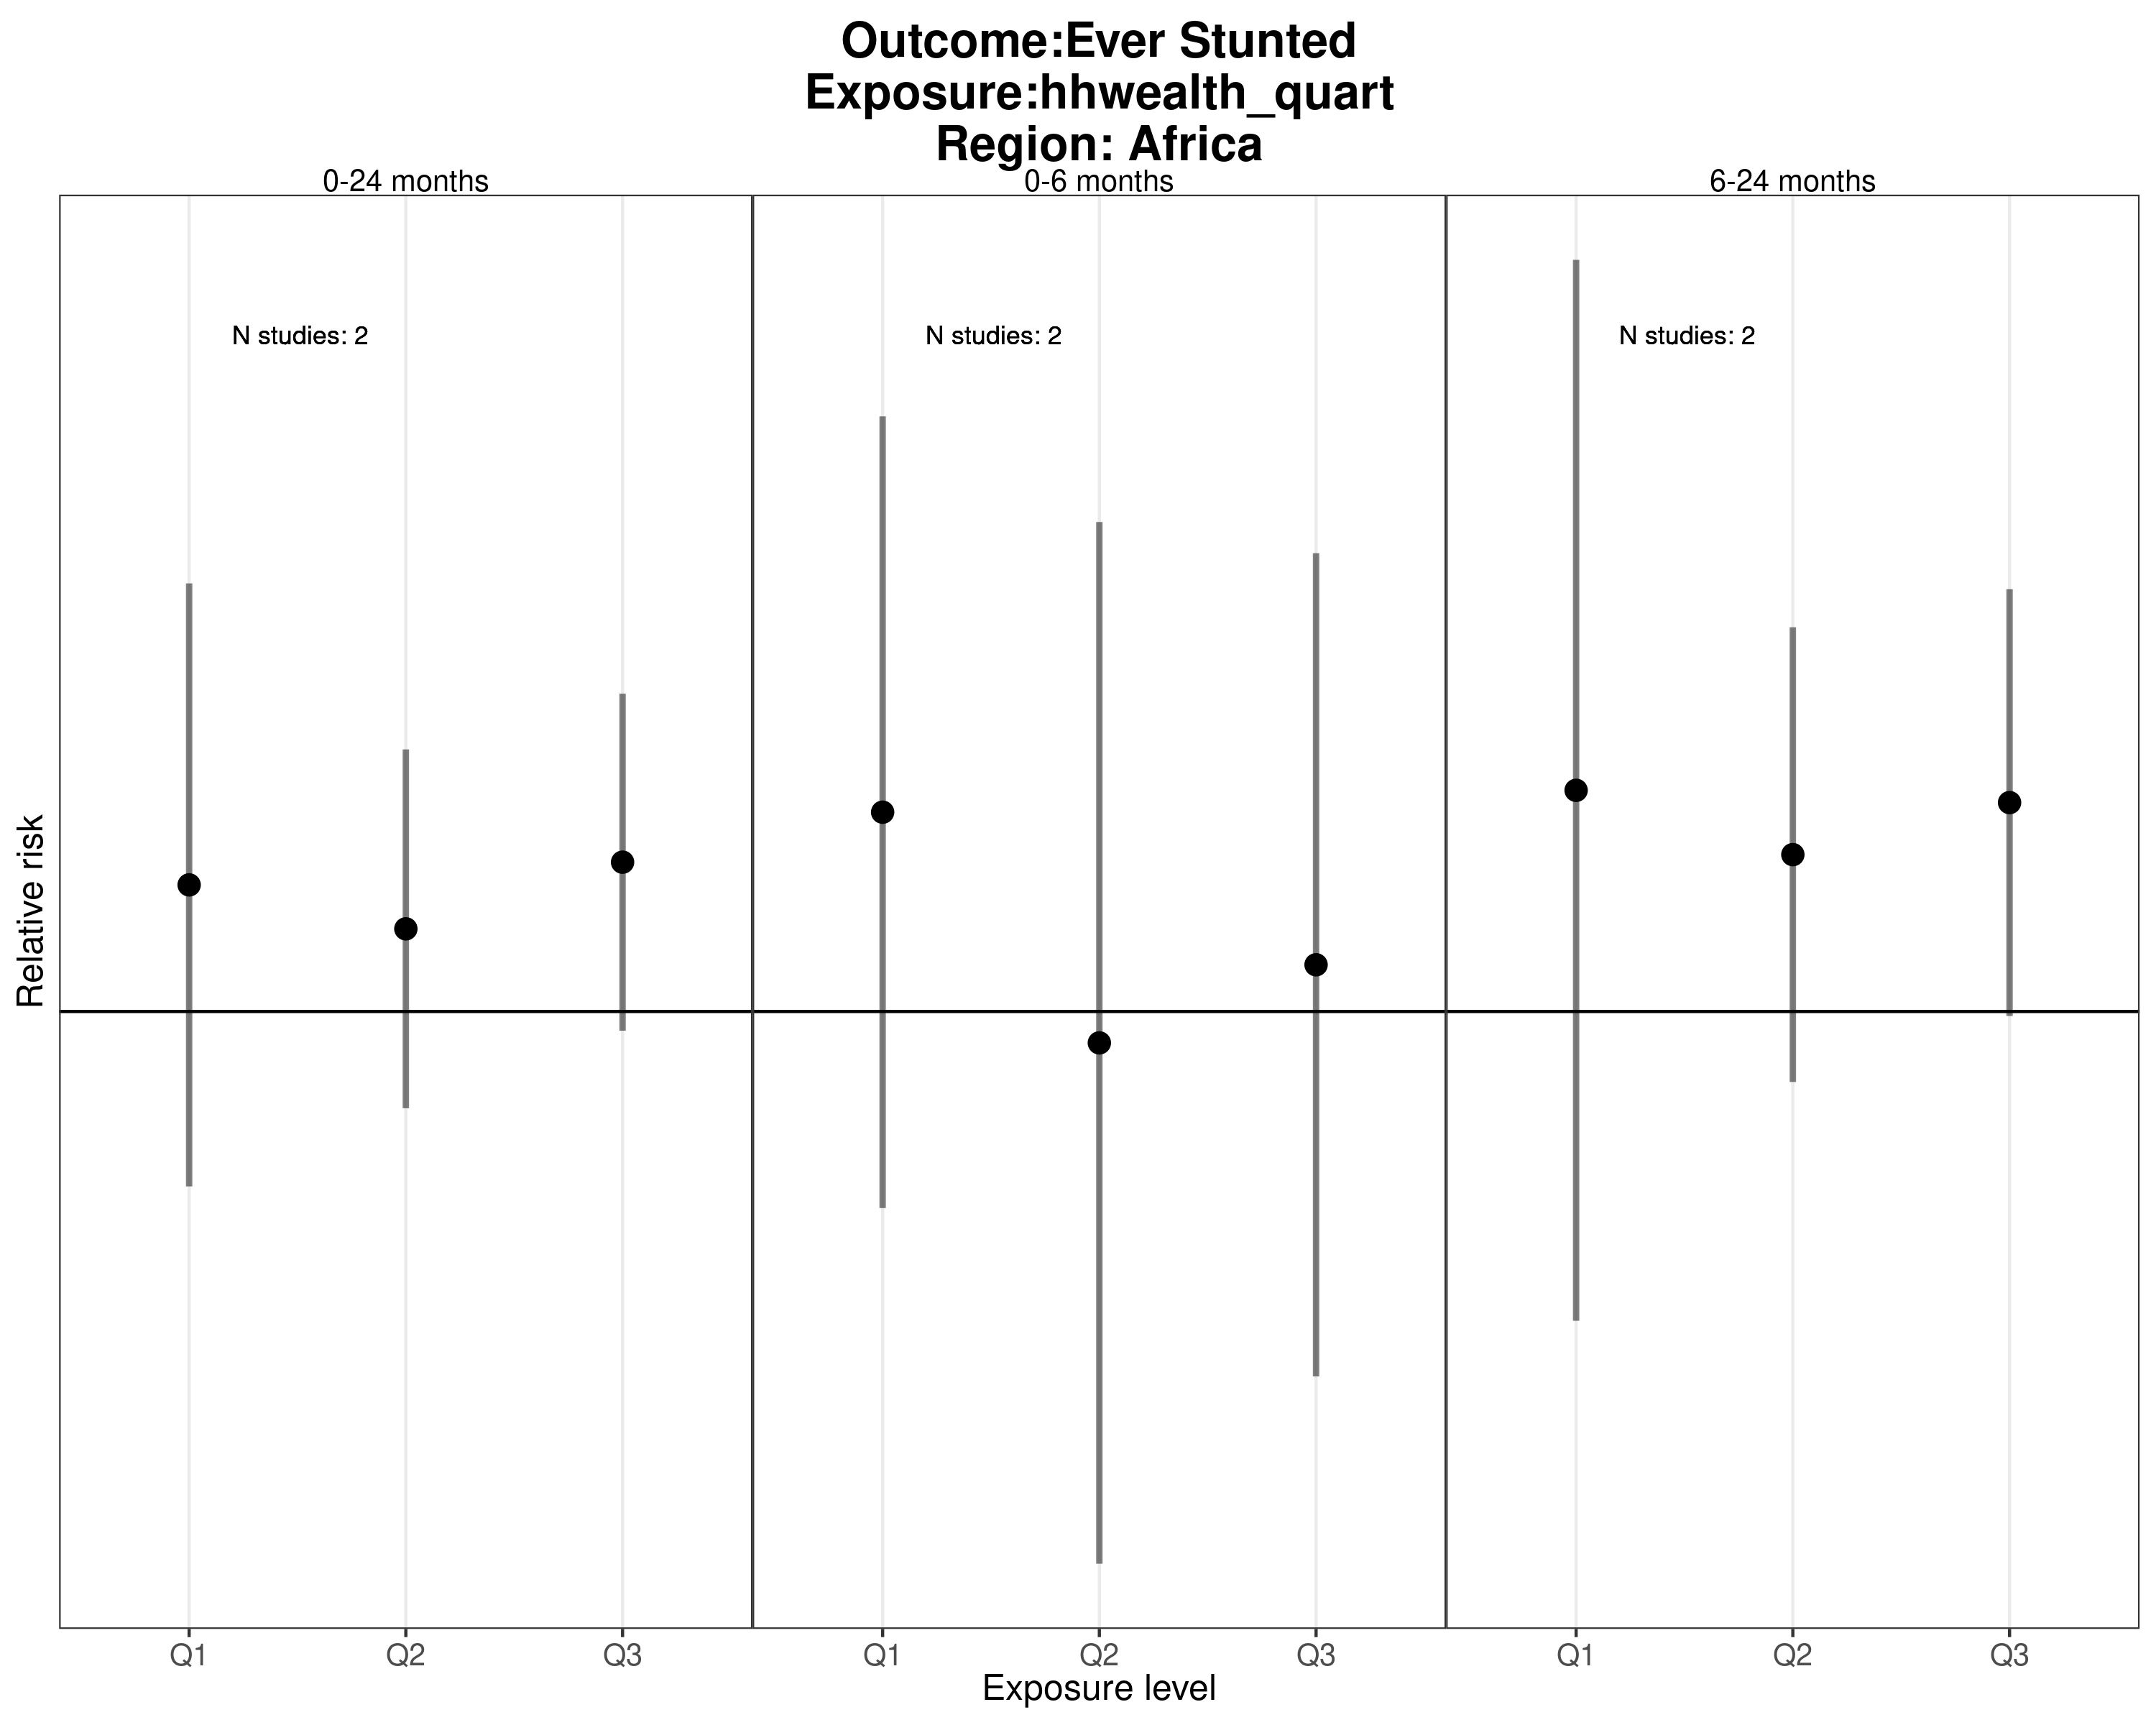 Outcome:Ever Stunted
Exposure:hhwealth_quart
Region: Africa
0-24 months
0-6 months
6-24 months
N studies: 2
N studies: 2
N studies: 2
Relative risk
Q1
Q2
Q3
Q1
Q2
Q3
Q1
Q2
Q3
Exposure level